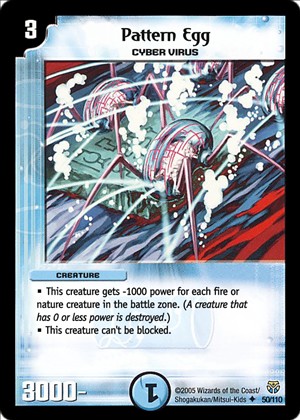 3
Pattern Egg
CYBER VIRUS
CREATURE
▪ This creature gets -1000 power for each fire or
nature creature in the battle zone. (A creature that
has 0 or less power is destroyed.)
▪ This creature can't be blocked.
3000-
©2005 Wizards of the Coast/
Shogakukan/Mitsui-Kids ♦ 50/110